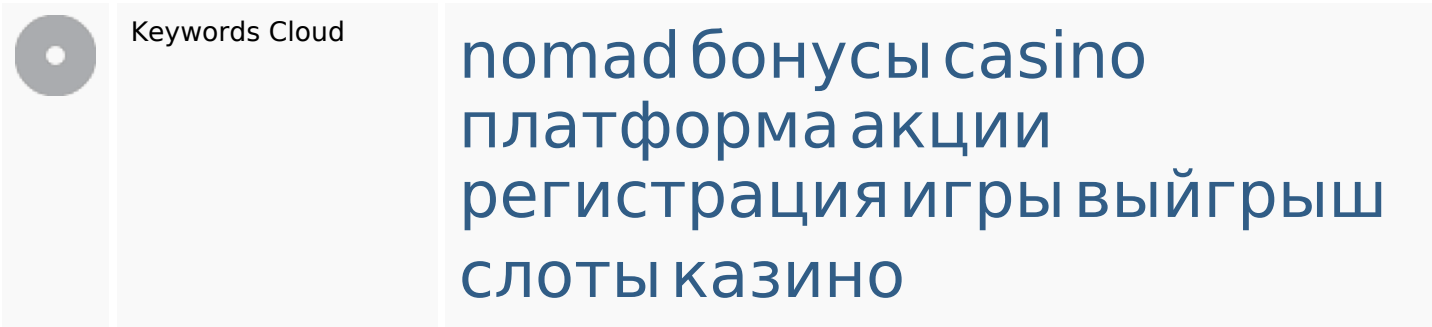 Keywords Cloud
nomad бонусы casino
платформа акции
регистрация игры выйгрыш
слоты казино